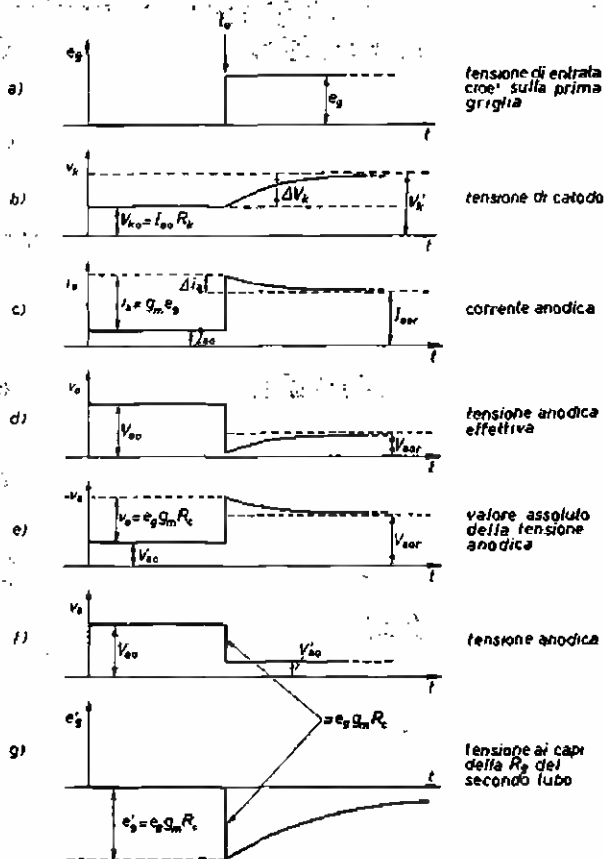 t₀
a)
e_g
e_g
t
tensione di entrata
cioe' sulla prima
griglia
b)
v_k
V_ko = I_ao R_k
ΔV_k
V'_k
t
tensione di catodo
c)
i_a
I_a = g_m e_g
I_ao
Δi_a
I_aor
t
corrente anodica
d)
v_a
V_ao
V_aor
t
tensione anodica
effettiva
e)
-v_a
v_a = e_g g_m R_c
V_ao
V_aor
t
valore assoluto
della tensione
anodica
f)
v_a
V_ao
V'_ao
t
tensione anodica
= e_g g_m R_c
g)
e'_g
e'_g = e_g g_m R_c
t
tensione ai capi
della R_g del
secondo tubo